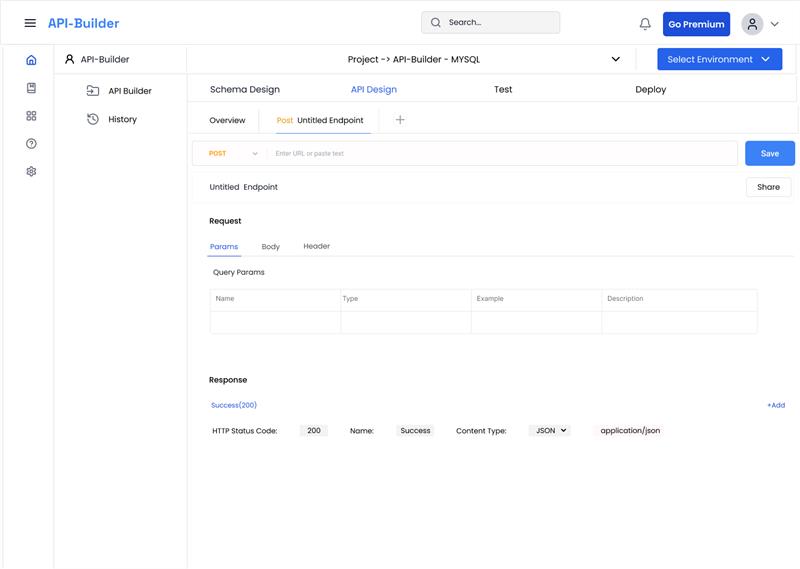 API-Builder
Search...
Go Premium
API-Builder
Project -> API-Builder - MYSQL
Select Environment
API Builder
History
Schema Design
API Design
Test
Deploy
Overview
Post Untitled Endpoint
POST
Enter URL or paste text
Save
Untitled Endpoint
Share
Request
Params
Body
Header
Query Params
Name
Type
Example
Description
Response
Success(200)
+Add
HTTP Status Code:
200
Name:
Success
Content Type:
JSON
application/json